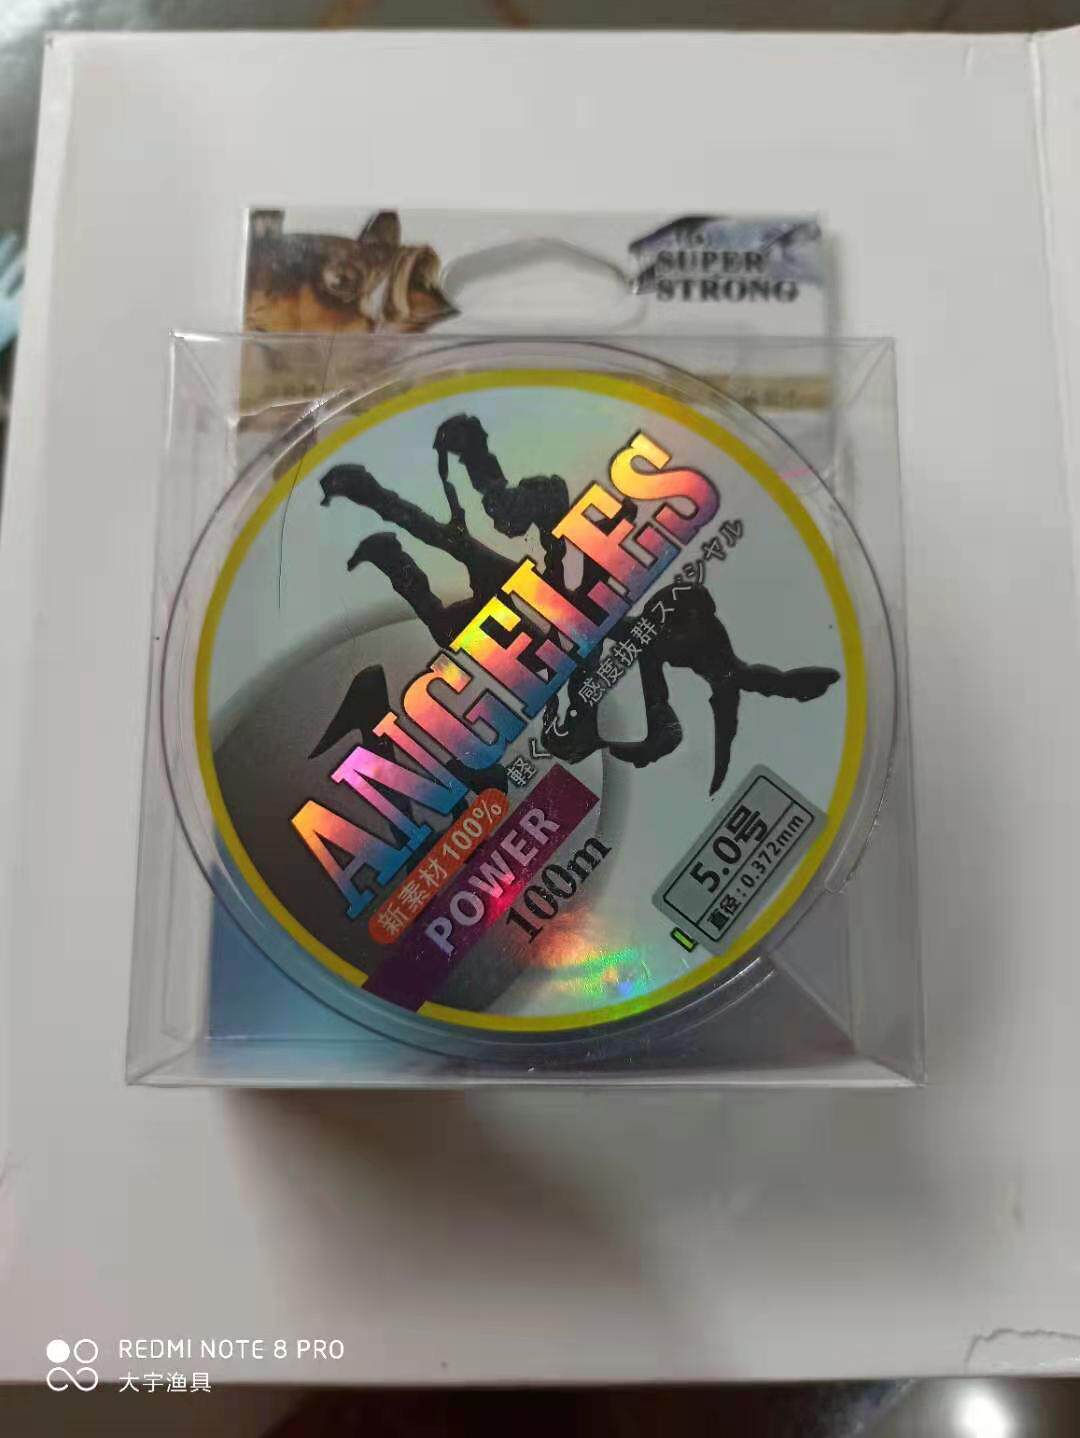 SUPER
STRONG
ANGELES
軽くて・感度抜群スペシャル
新素材100%
POWER
100m
5.0号
直径:0.372mm
REDMI NOTE 8 PRO
大宇渔具